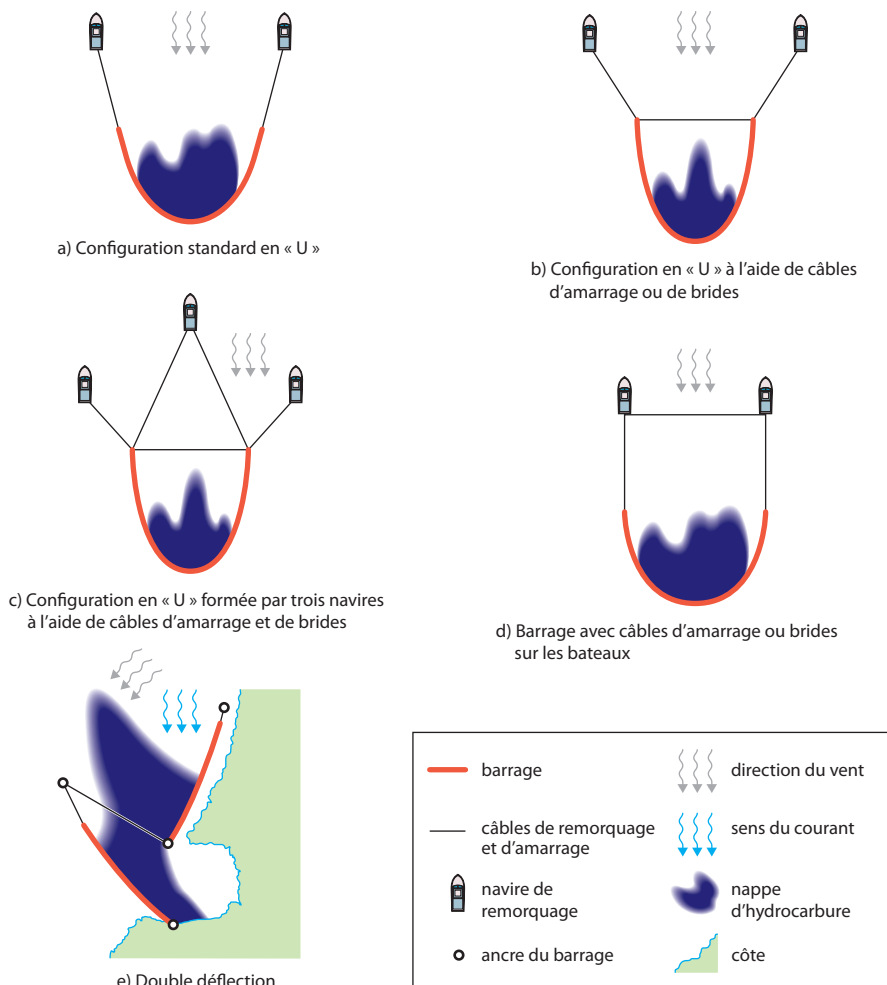 a) Configuration standard en « U »
b) Configuration en « U » à l'aide de câbles
d'amarrage ou de brides
c) Configuration en « U » formée par trois navires
à l'aide de câbles d'amarrage et de brides
d) Barrage avec câbles d'amarrage ou brides
sur les bateaux
e) Double déflection
barrage
direction du vent
câbles de remorquage
et d'amarrage
sens du courant
navire de
remorquage
nappe
d'hydrocarbure
ancre du barrage
côte